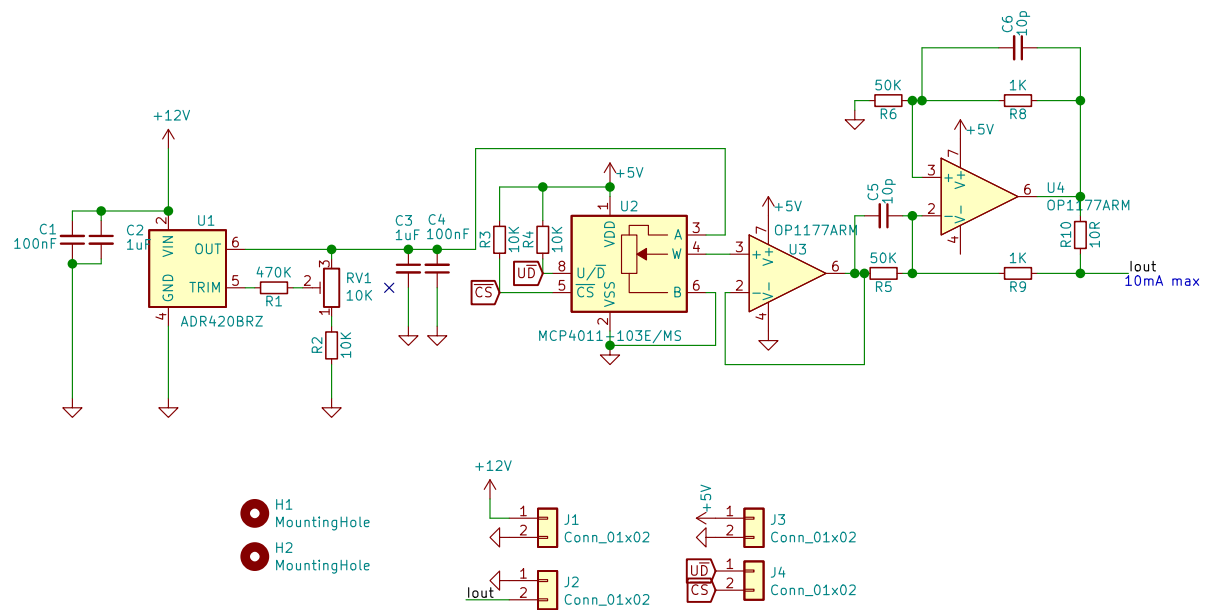 C6
10p
50K
R6
1K
R8
+12V
+5V
7
3
+
V+
6
U4
OP1177ARM
2
−
V-
4
C5
10p
R10
10R
+5V
U2
1
VDD
A
3
W
4
B
6
8
U/D
5
CS
VSS
2
MCP4011-103E/MS
R3
10K
R4
10K
UD
CS
+5V
OP1177ARM
U3
7
3
+
V+
6
2
−
V-
4
50K
R5
1K
R9
Iout
10mA max
C1
100nF
C2
1uF
2
VIN
U1
OUT
6
TRIM
5
GND
4
ADR420BRZ
470K
R1
2
3
RV1
10K
1
R2
10K
C3
1uF
C4
100nF
H1
MountingHole
H2
MountingHole
+12V
1
2
J1
Conn_01x02
Iout
1
2
J2
Conn_01x02
+5V
1
2
J3
Conn_01x02
UD
CS
1
2
J4
Conn_01x02